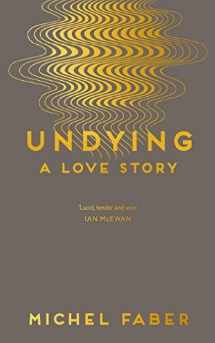 UNDYING
A LOVE STORY
'Lucid, tender and wise'
IAN McEWAN
MICHEL FABER